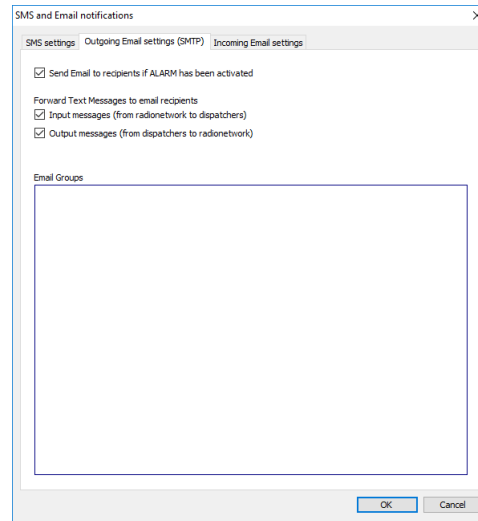 SMS and Email notifications
SMS settings Outgoing Email settings (SMTP) Incoming Email settings
Send Email to recipients if ALARM has been activated
Forward Text Messages to email recipients
Input messages (from radionetwork to dispatchers)
Output messages (from dispatchers to radionetwork)
Email Groups
OK Cancel